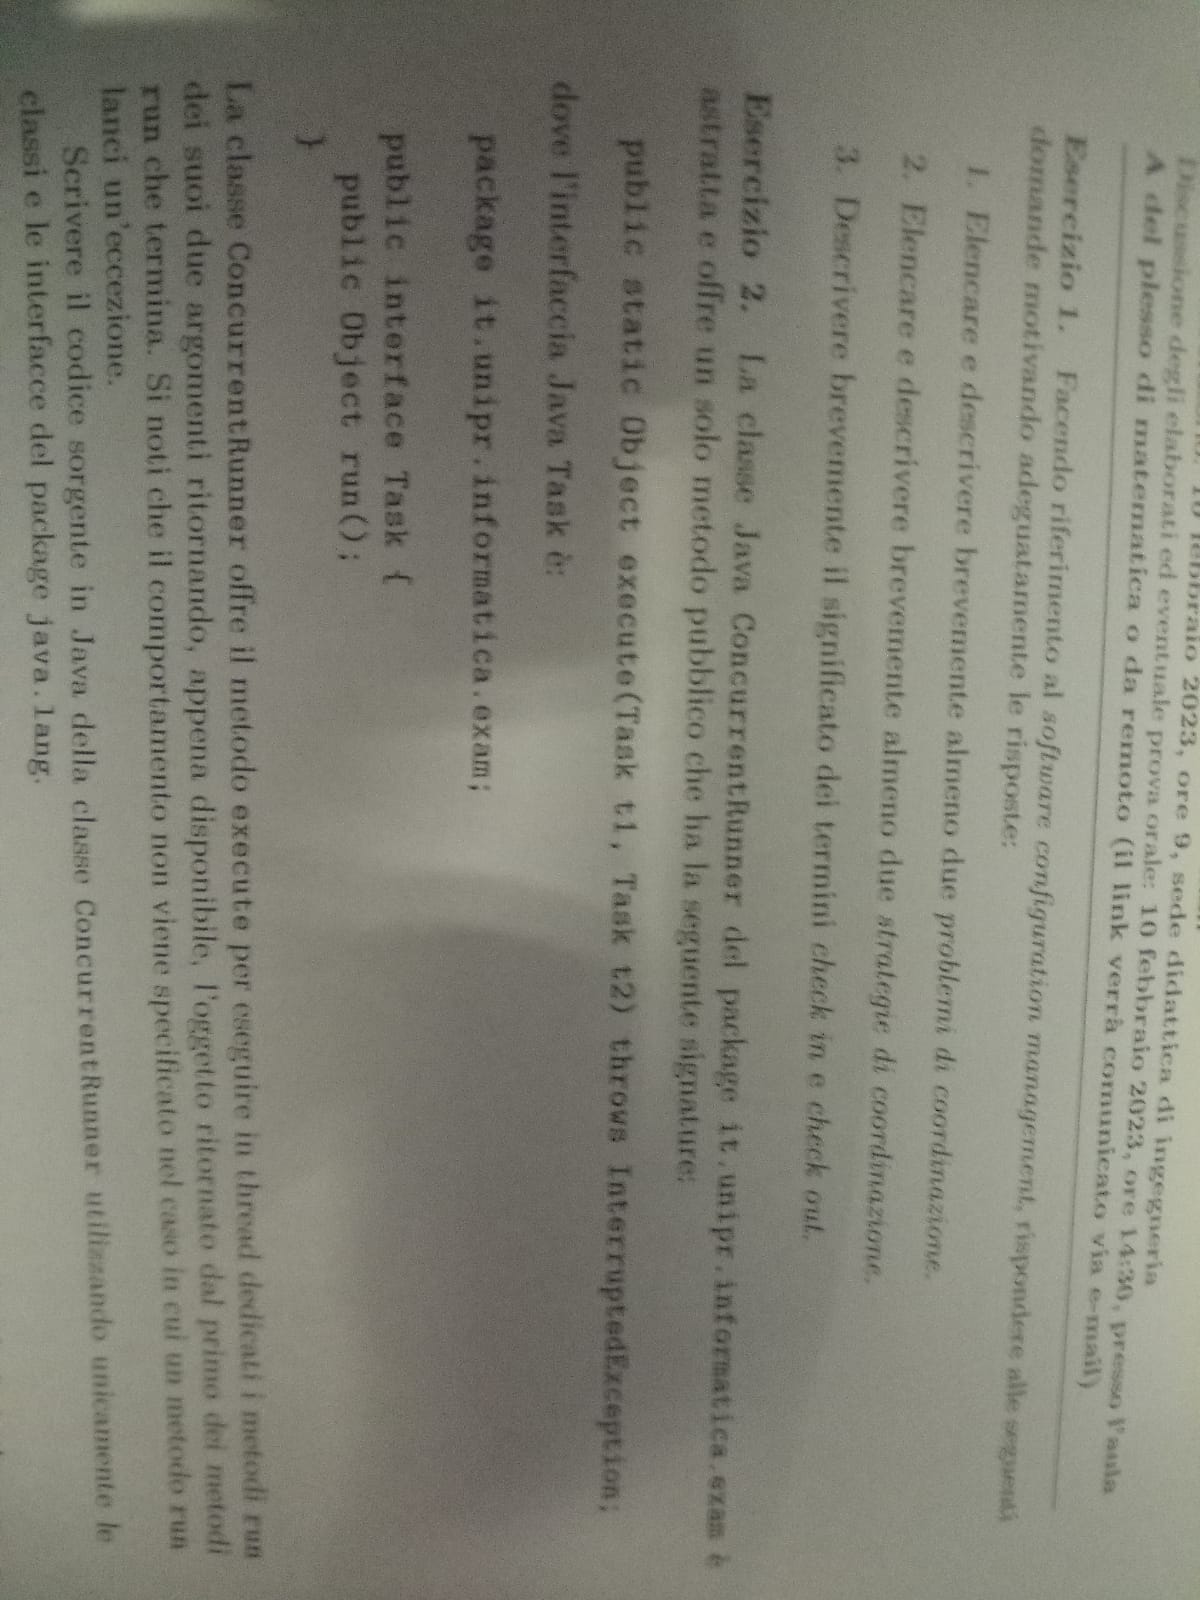 10 febbraio 2023, ore 9, sede didattica di ingegneria
Discussione degli elaborati ed eventuale prova orale: 10 febbraio 2023, ore 14:30, presso l'aula
A del plesso di matematica o da remoto (il link verrà comunicato via e-mail)
Esercizio 1. Facendo riferimento al software configuration management, rispondere alle seguenti
domande motivando adeguatamente le risposte:
1. Elencare e descrivere brevemente almeno due problemi di coordinazione.
2. Elencare e descrivere brevemente almeno due strategie di coordinazione.
3. Descrivere brevemente il significato dei termini check in e check out.
Esercizio 2. La classe Java ConcurrentRunner del package it.unipr.informatica.exam è
astratta e offre un solo metodo pubblico che ha la seguente signature:
public static Object execute(Task t1, Task t2) throws InterruptedException;
dove l'interfaccia Java Task è:
package it.unipr.informatica.exam;
public interface Task {
public Object run();
}
La classe ConcurrentRunner offre il metodo execute per eseguire in thread dedicati i metodi run
dei suoi due argomenti ritornando, appena disponibile, l'oggetto ritornato dal primo dei metodi
run che termina. Si noti che il comportamento non viene specificato nel caso in cui un metodo run
lanci un'eccezione.
Scrivere il codice sorgente in Java della classe ConcurrentRunner utilizzando unicamente le
classi e le interfacce del package java.lang.